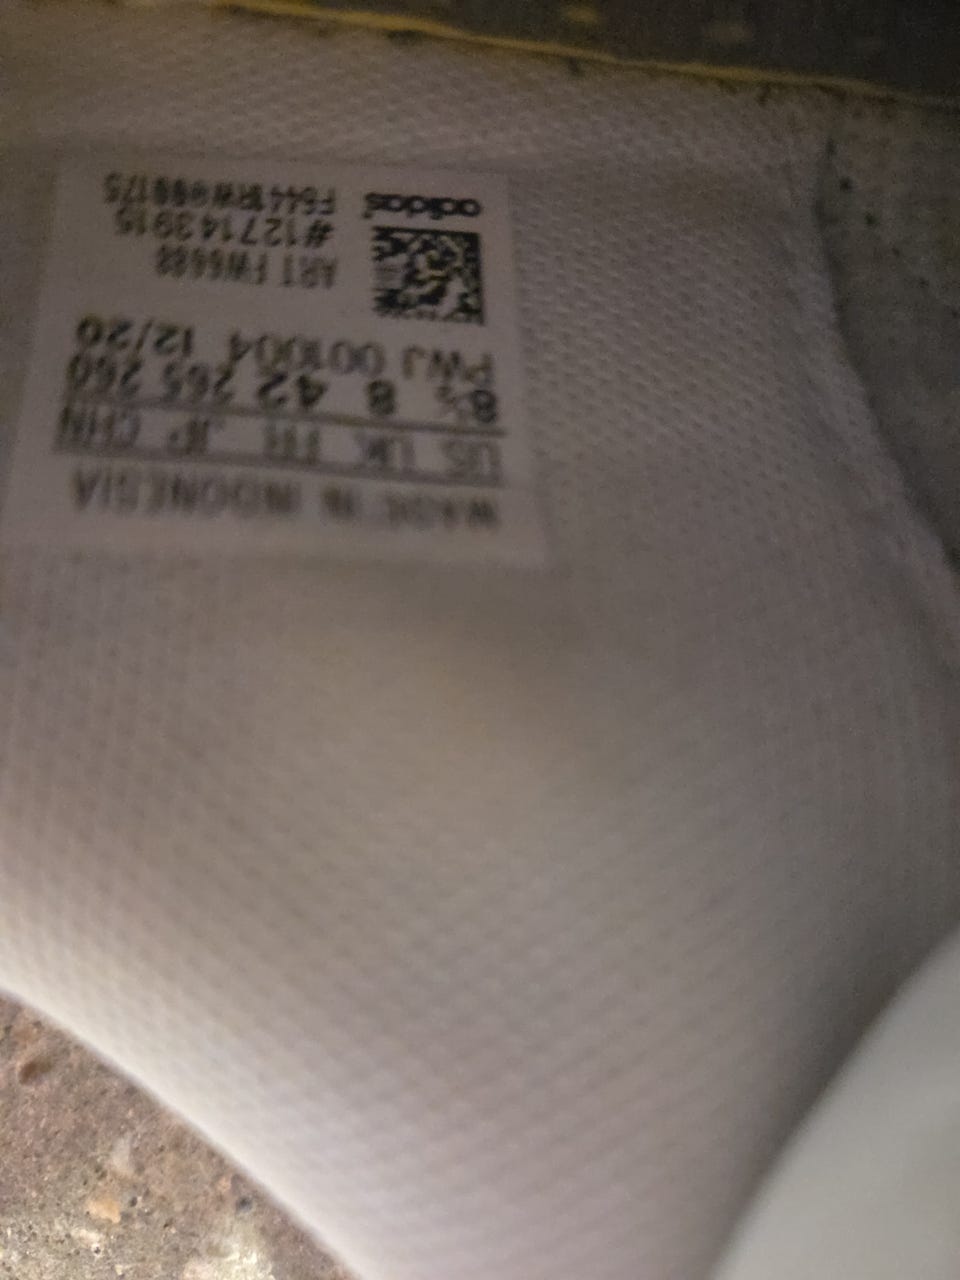 MADE IN INDONESIA
US UK FR JP CHN
8½ 8 42 265 260
PWJ 001004 12/20
ART FW6688
#127143915
adidas